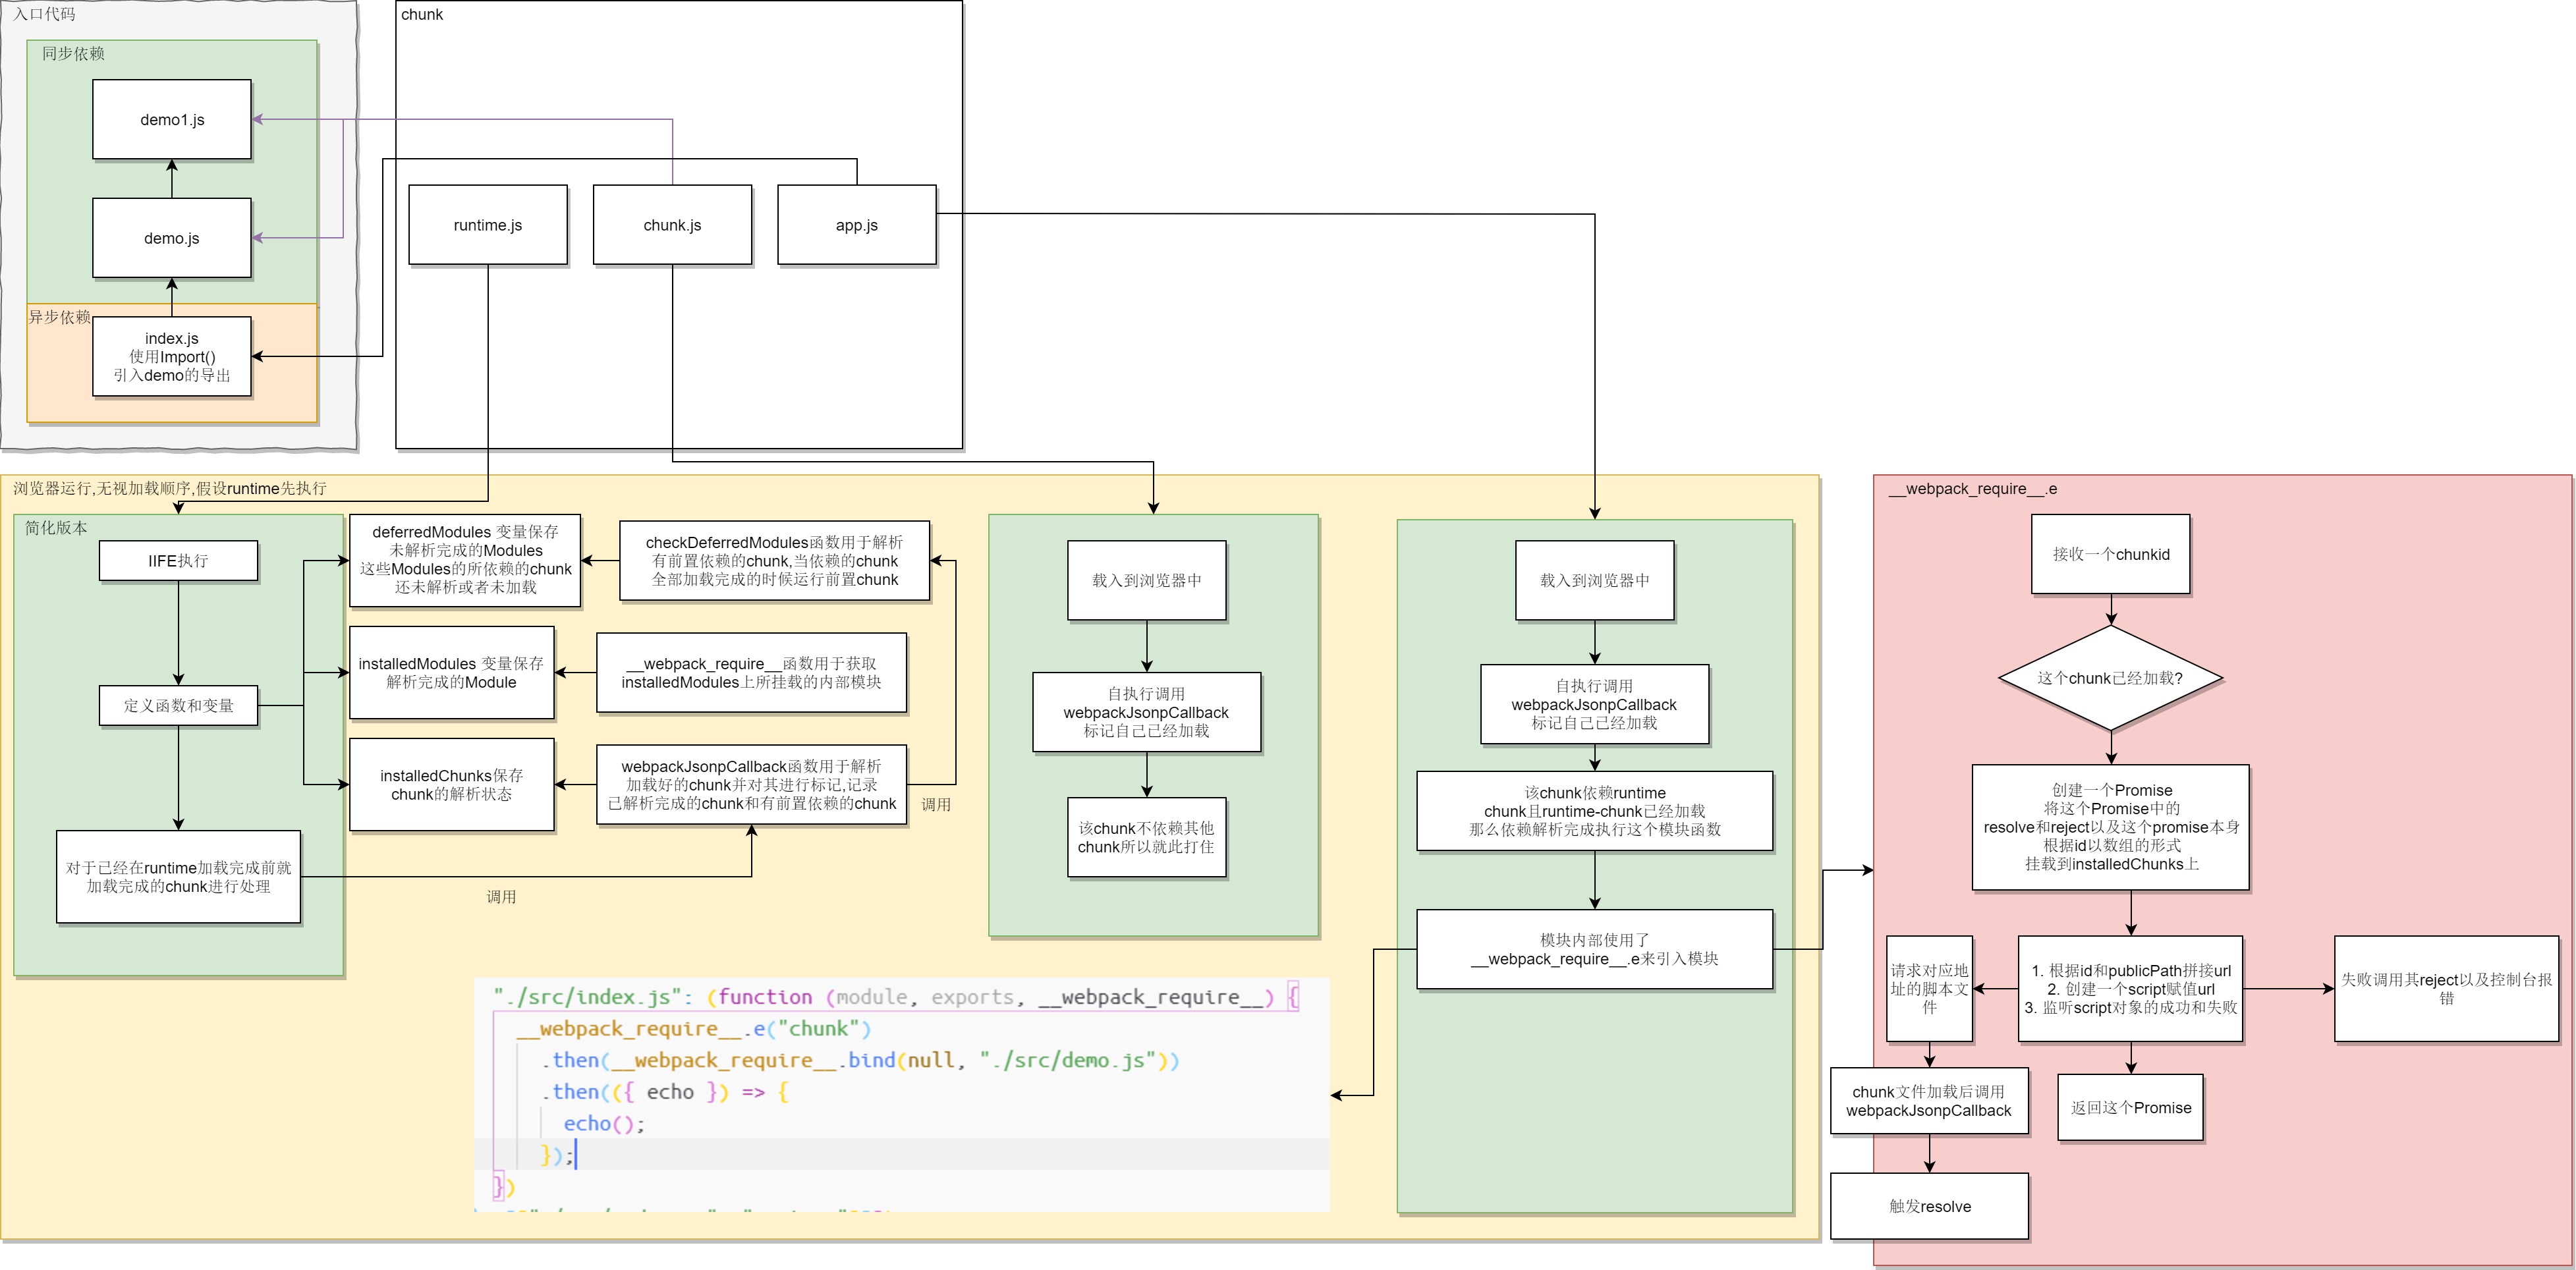 入口代码
同步依赖
demo1.js
demo.js
异步依赖
index.js
使用Import()
引入demo的导出
chunk
runtime.js
chunk.js
app.js
浏览器运行,无视加载顺序,假设runtime先执行
简化版本
IIFE执行
定义函数和变量
对于已经在runtime加载完成前就
加载完成的chunk进行处理
deferredModules 变量保存
未解析完成的Modules
这些Modules的所依赖的chunk
还未解析或者未加载
installedModules 变量保存
解析完成的Module
installedChunks保存
chunk的解析状态
checkDeferredModules函数用于解析
有前置依赖的chunk,当依赖的chunk
全部加载完成的时候运行前置chunk
__webpack_require__函数用于获取
installedModules上所挂载的内部模块
webpackJsonpCallback函数用于解析
加载好的chunk并对其进行标记,记录
已解析完成的chunk和有前置依赖的chunk
调用
调用
载入到浏览器中
自执行调用
webpackJsonpCallback
标记自己已经加载
该chunk不依赖其他
chunk所以就此打住
载入到浏览器中
自执行调用
webpackJsonpCallback
标记自己已经加载
该chunk依赖runtime
chunk且runtime-chunk已经加载
那么依赖解析完成执行这个模块函数
模块内部使用了
__webpack_require__.e来引入模块
"./src/index.js": (function (module, exports, __webpack_require__) {
__webpack_require__.e("chunk")
.then(__webpack_require__.bind(null, "./src/demo.js"))
.then(({ echo }) => {
echo();
});
})
__webpack_require__.e
接收一个chunkid
这个chunk已经加载?
创建一个Promise
将这个Promise中的
resolve和reject以及这个promise本身
根据id以数组的形式
挂载到installedChunks上
请求对应地
址的脚本文
件
1. 根据id和publicPath拼接url
2. 创建一个script赋值url
3. 监听script对象的成功和失败
失败调用其reject以及控制台报
错
chunk文件加载后调用
webpackJsonpCallback
返回这个Promise
触发resolve